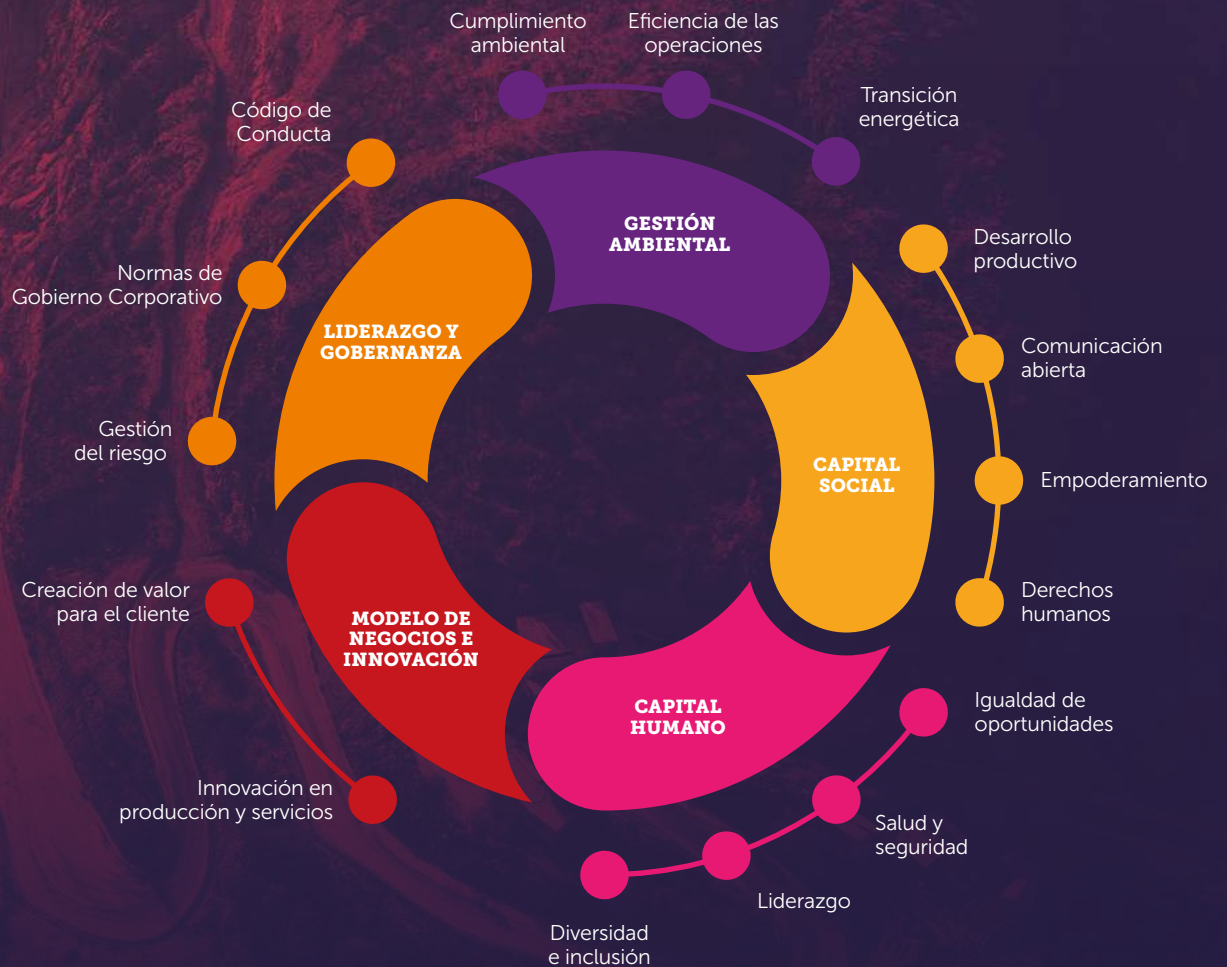 Cumplimiento
ambiental
Eficiencia de las
operaciones
Transición
energética
Código de
Conducta
Normas de
Gobierno Corporativo
Gestión
del riesgo
GESTIÓN
AMBIENTAL
LIDERAZGO Y
GOBERNANZA
Desarrollo
productivo
Comunicación
abierta
Empoderamiento
Derechos
humanos
CAPITAL
SOCIAL
Creación de valor
para el cliente
Innovación en
producción y servicios
MODELO DE
NEGOCIOS E
INNOVACIÓN
CAPITAL
HUMANO
Igualdad de
oportunidades
Salud y
seguridad
Liderazgo
Diversidad
e inclusión